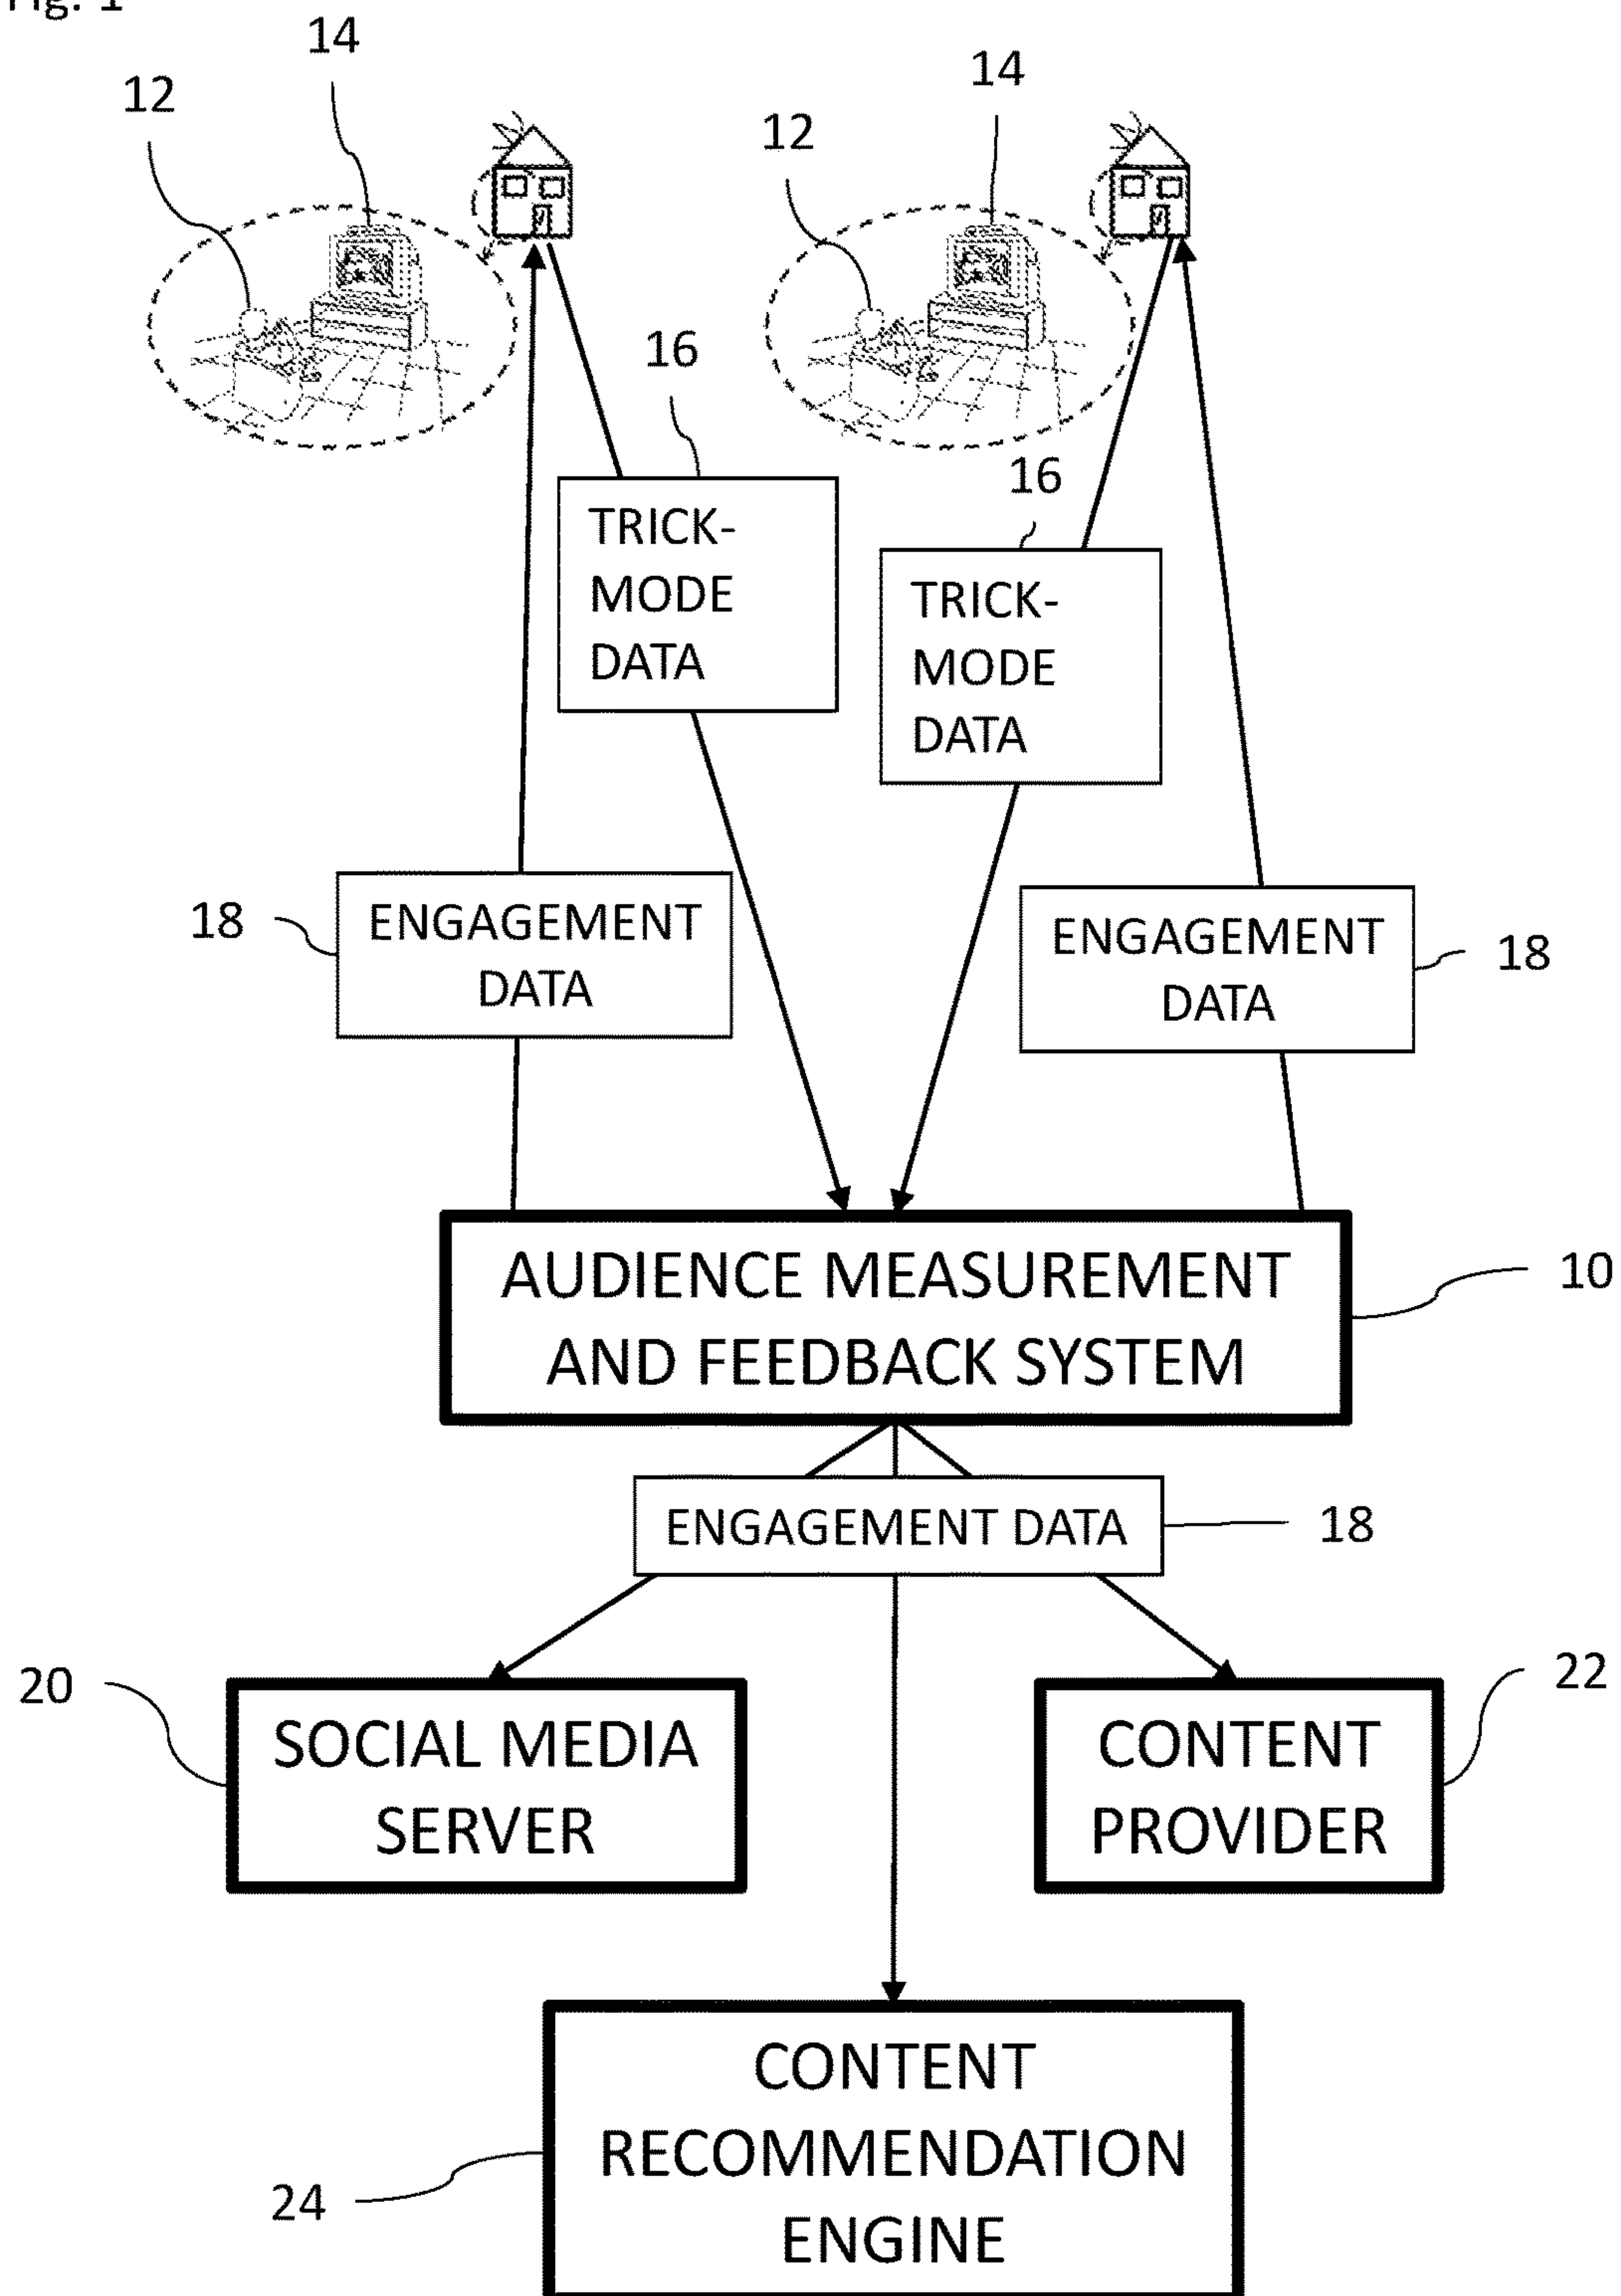 Fig. 1
14
12
14
12
16
16
TRICK-
MODE
DATA
TRICK-
MODE
DATA
18
ENGAGEMENT
DATA
ENGAGEMENT
DATA
18
AUDIENCE MEASUREMENT
AND FEEDBACK SYSTEM
10
ENGAGEMENT DATA
18
20
SOCIAL MEDIA
SERVER
CONTENT
PROVIDER
22
CONTENT
RECOMMENDATION
ENGINE
24